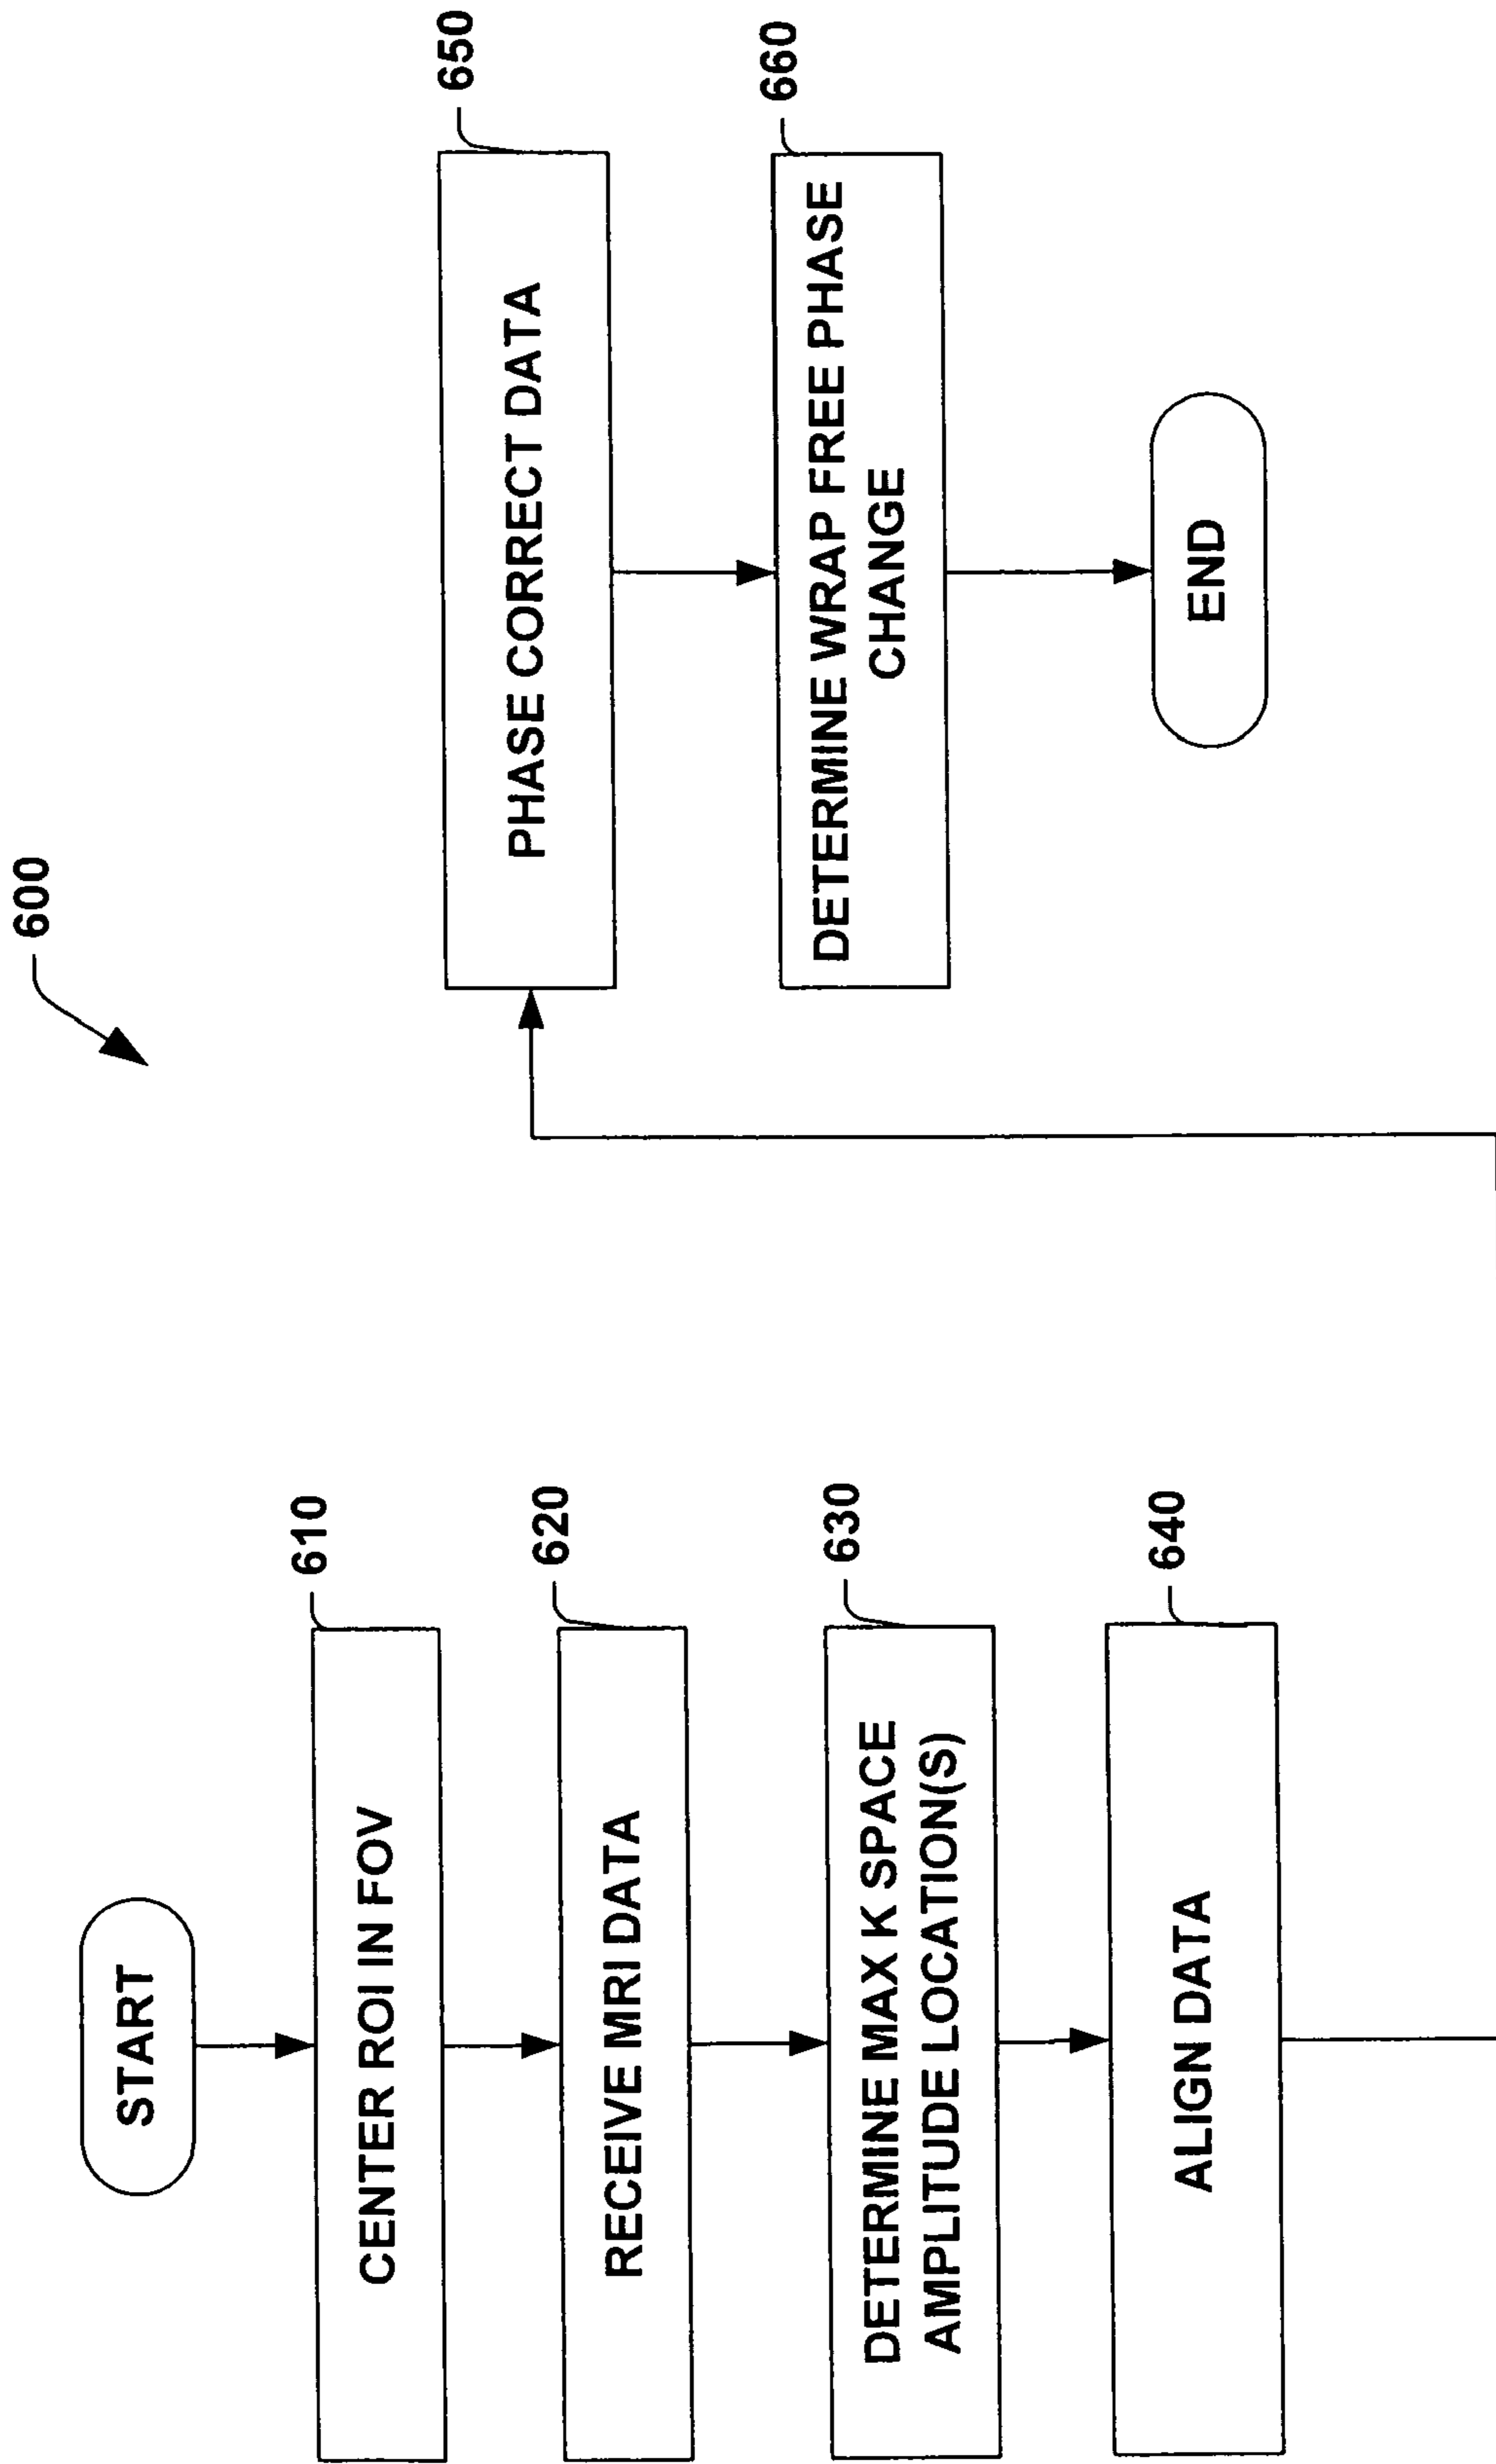 600
START
CENTER ROI IN FOV
610
RECEIVE MRI DATA
620
DETERMINE MAX K SPACE
AMPLITUDE LOCATION(S)
630
ALIGN DATA
640
PHASE CORRECT DATA
650
DETERMINE WRAP FREE PHASE
CHANGE
660
END